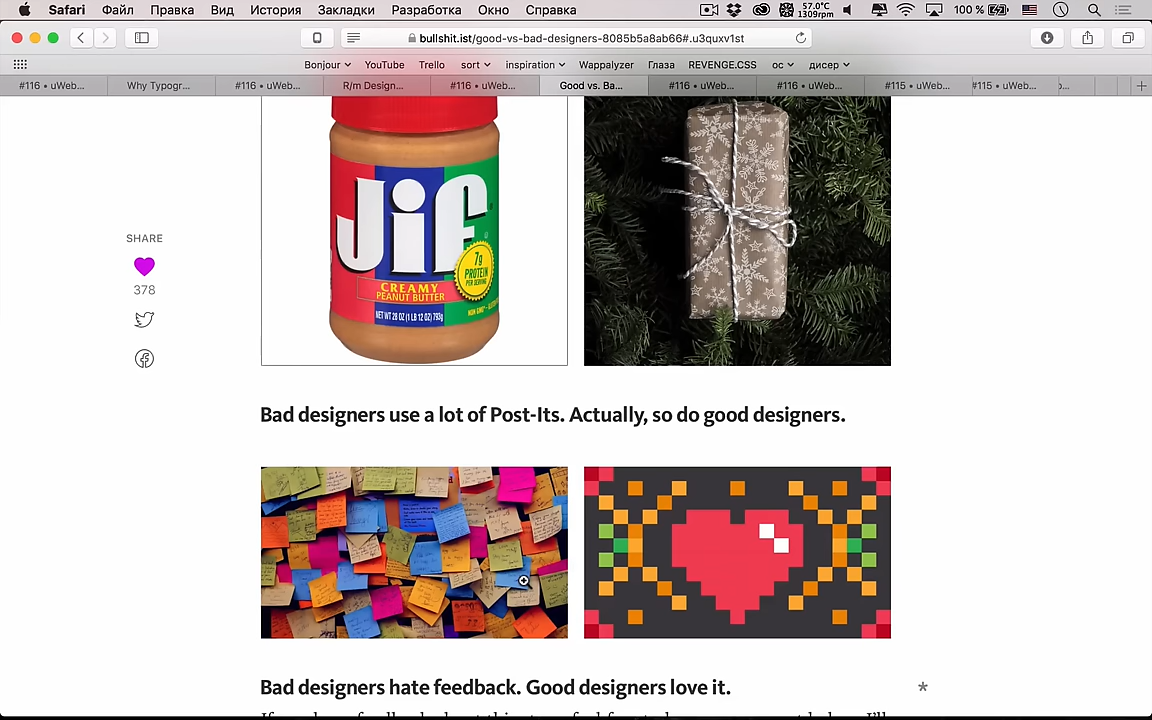 Safari Файл Правка Вид История Закладки Разработка Окно Справка 57.0°C 1309rpm 100 %
bullshit.ist/good-vs-bad-designers-8085b5a8ab66#.u3quxv1st
Bonjour YouTube Trello sort inspiration Wappalyzer Глаза REVENGE.CSS ос дисер
#116 • uWeb... Why Typogr... #116 • uWeb... R/m Design... #116 • uWeb... Good vs. Ba... #116 • uWeb... #116 • uWeb... #115 • uWeb... #115 • uWeb...
Jif
7g
PROTEIN
PER SERVING
CREAMY
PEANUT BUTTER
NET WT 28 OZ (1 LB 12 OZ) 793g
SHARE
378
Bad designers use a lot of Post-Its. Actually, so do good designers.
Bad designers hate feedback. Good designers love it.